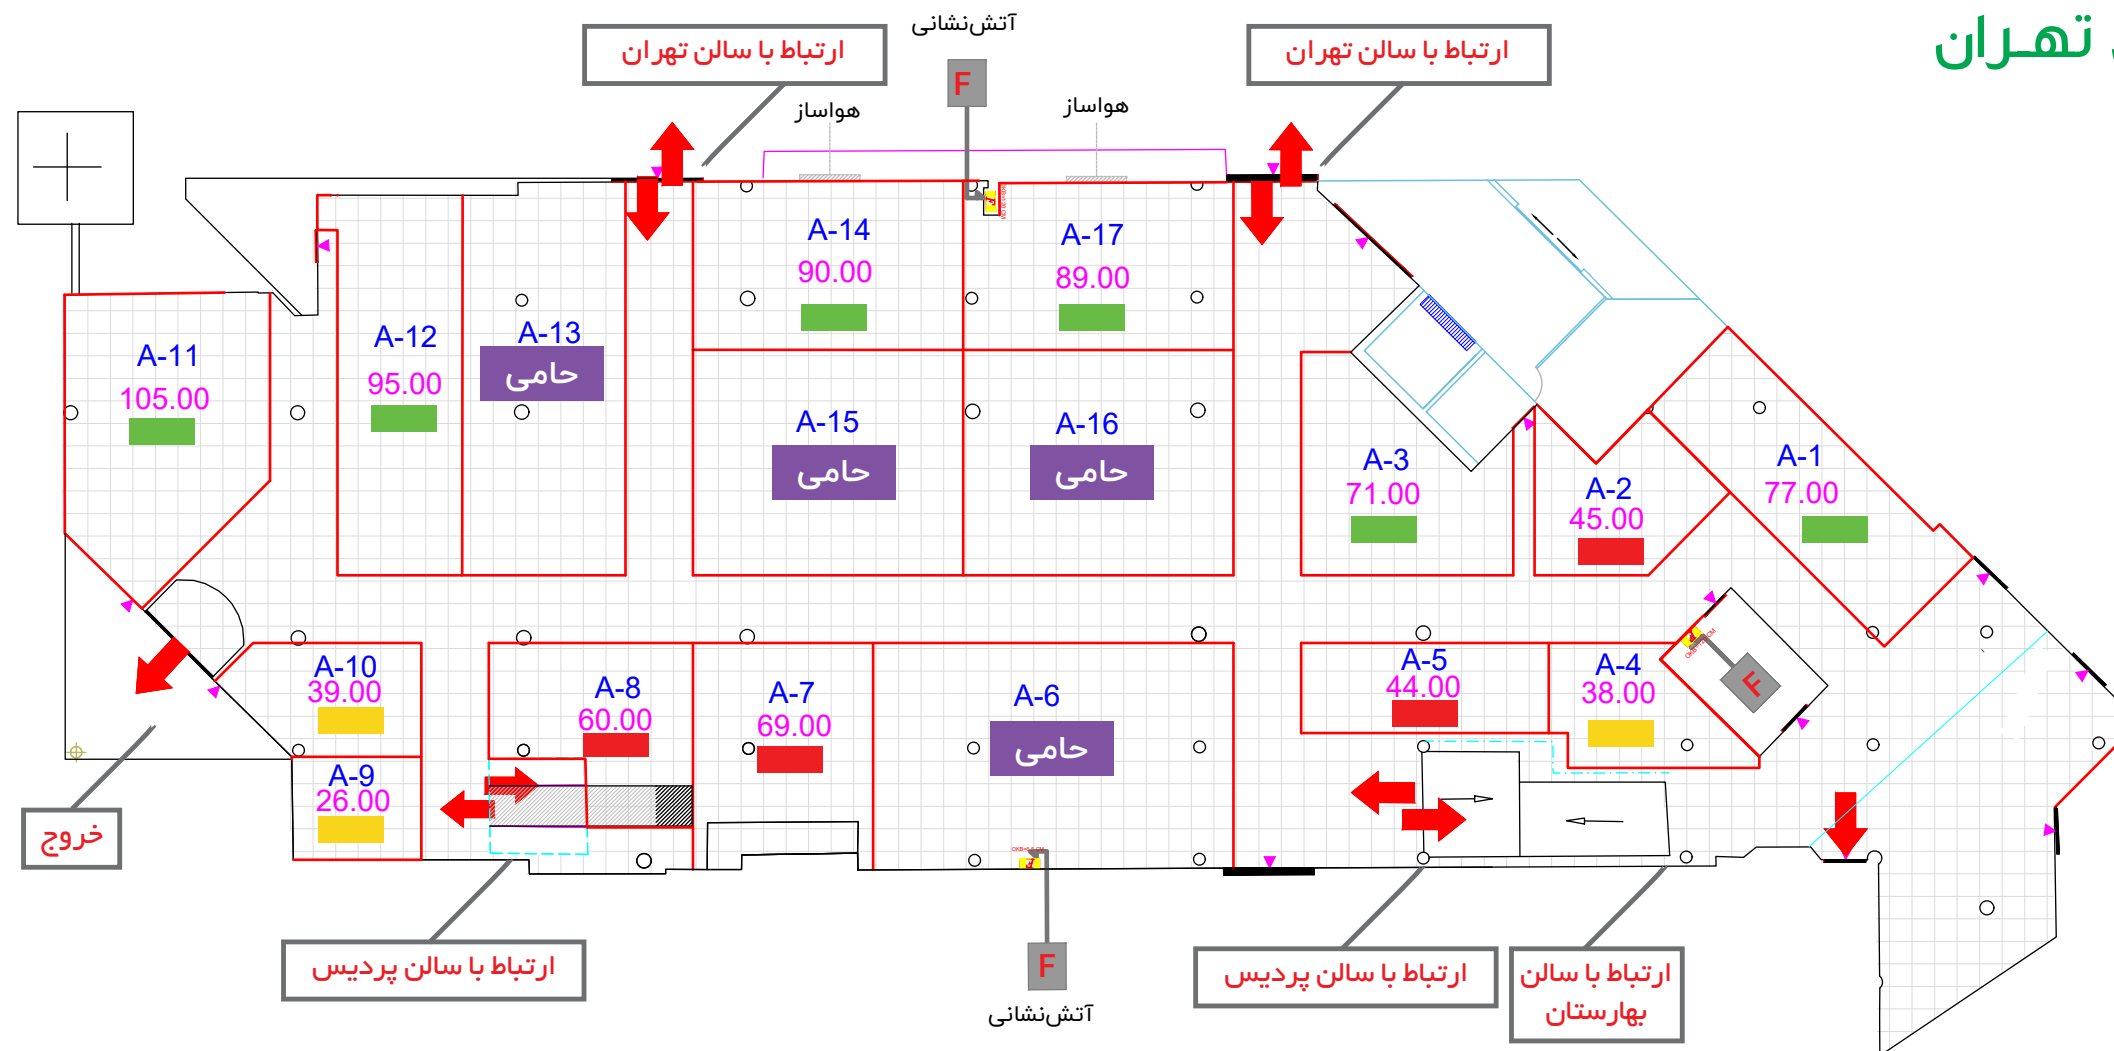 تهـران
آتش‌نشانی
ارتباط با سالن تهران
ارتباط با سالن تهران
F
هواساز
هواساز
A-14
90.00
A-17
89.00
A-11
105.00
A-12
95.00
A-13
حامی
A-15
حامی
A-16
حامی
A-3
71.00
A-2
45.00
A-1
77.00
A-10
39.00
A-9
26.00
A-8
60.00
A-7
69.00
A-6
حامی
A-5
44.00
A-4
38.00
F
خروج
ارتباط با سالن پردیس
F
آتش‌نشانی
ارتباط با سالن پردیس
ارتباط با سالن
بهارستان